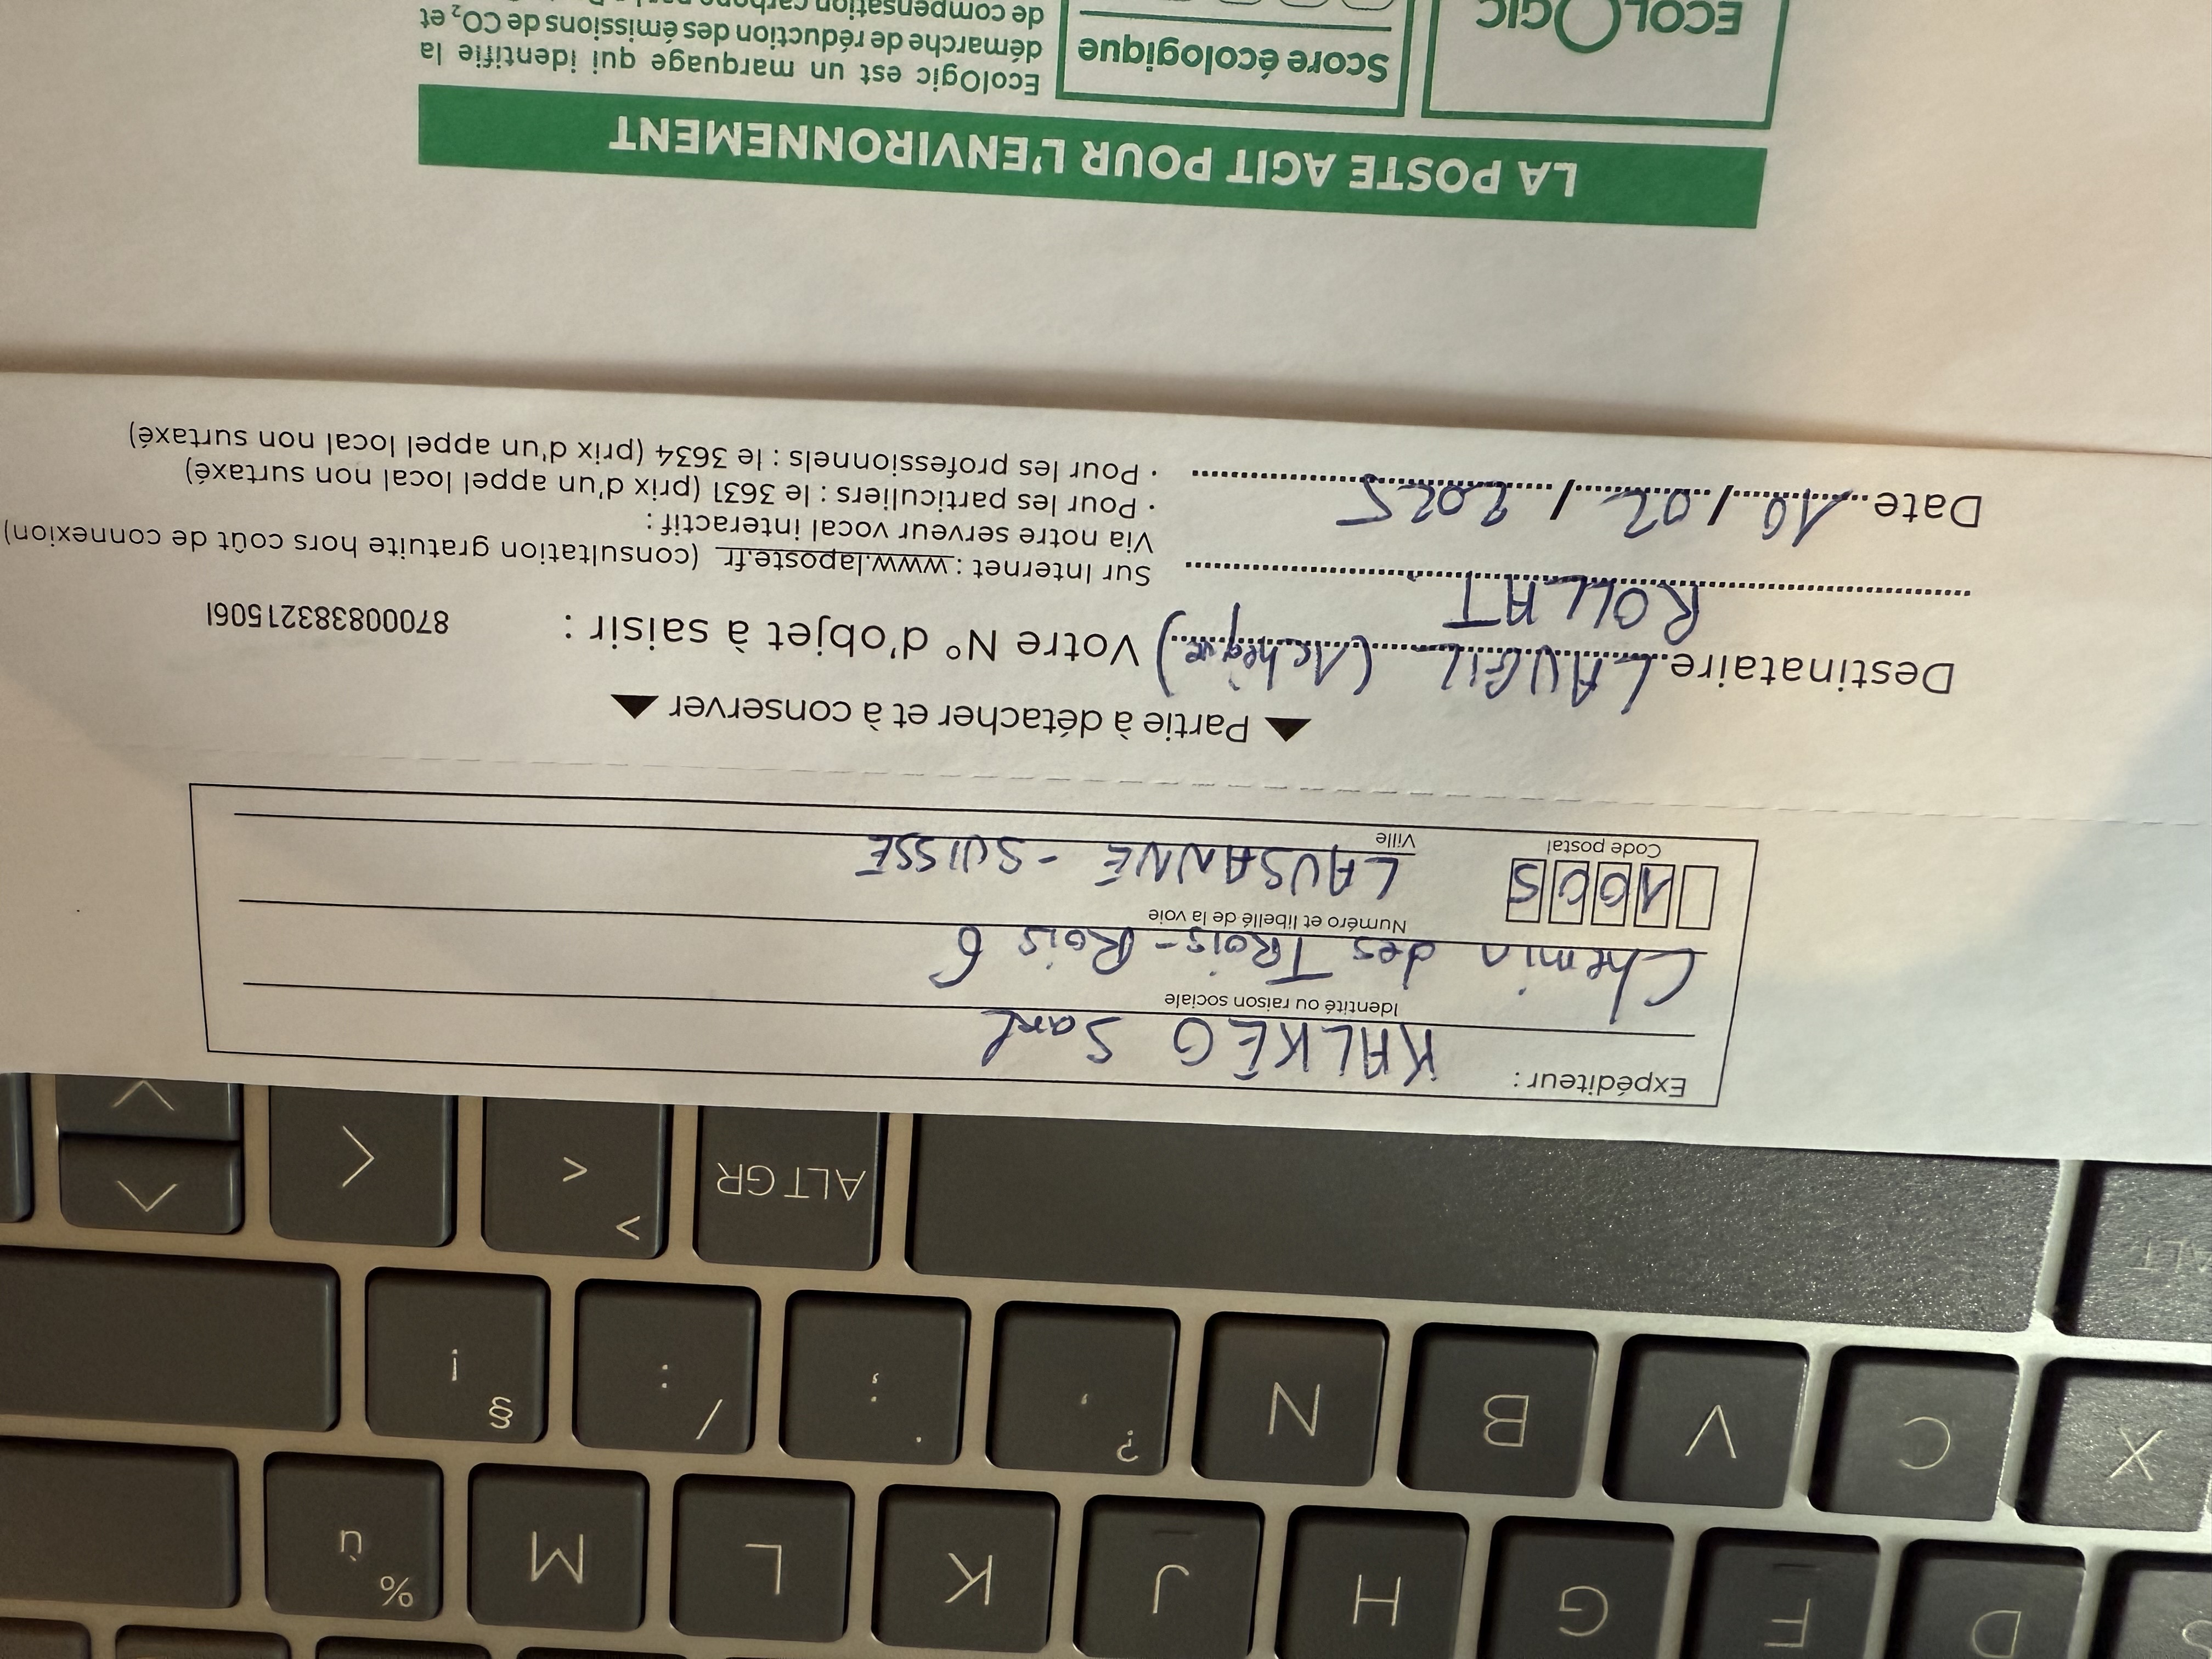 Expéditeur : KALKÉO Sarl
Identité ou raison sociale
Chemin des TRois-Rois 6
Numéro et libellé de la voie
1005 LAUSANNE - SUISSE
Code postal Ville
Partie à détacher et à conserver
Destinataire LAUGIL (1chèque)
ROLLAT
Date 10 / 02 / 2025
Votre N° d'objet à saisir : 87000838321506I
Sur Internet : www.laposte.fr (consultation gratuite hors coût de connexion)
Via notre serveur vocal interactif :
· Pour les particuliers : le 3631 (prix d'un appel local non surtaxé)
· Pour les professionnels : le 3634 (prix d'un appel local non surtaxé)
LA POSTE AGIT POUR L'ENVIRONNEMENT
ECOLOGIC
Score écologique
EcolOgic est un marquage qui identifie la
démarche de réduction des émissions de CO₂ et
de compensation carbone
ALT
ALT GR
<
>
X
C
V
B
N
?
,
.
;
/
:
§
!
D
F
G
H
J
K
L
M
%
ù